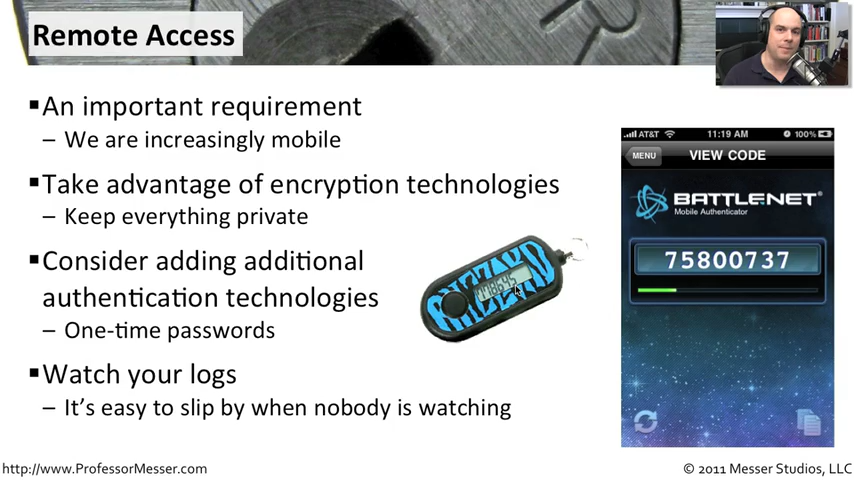 Remote Access
▪An important requirement
– We are increasingly mobile
▪Take advantage of encryption technologies
– Keep everything private
▪Consider adding additional
authentication technologies
– One-time passwords
▪Watch your logs
– It's easy to slip by when nobody is watching
BLIZZARD
AT&T 11:19 AM 100%
MENU VIEW CODE
BATTLE.NET®
Mobile Authenticator
75800737
http://www.ProfessorMesser.com
© 2011 Messer Studios, LLC